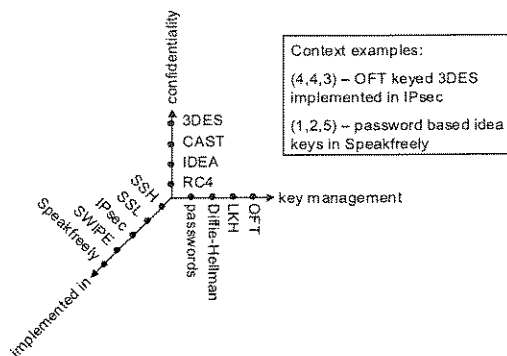 confidentiality
3DES
CAST
IDEA
RC4
SSH
SSL
IPsec
SWIPE
Speakfreely
implemented in
passwords
Diffie-Hellman
LKH
OFT
key management
Context examples:
(4,4,3) – OFT keyed 3DES
implemented in IPsec
(1,2,5) – password based idea
keys in Speakfreely